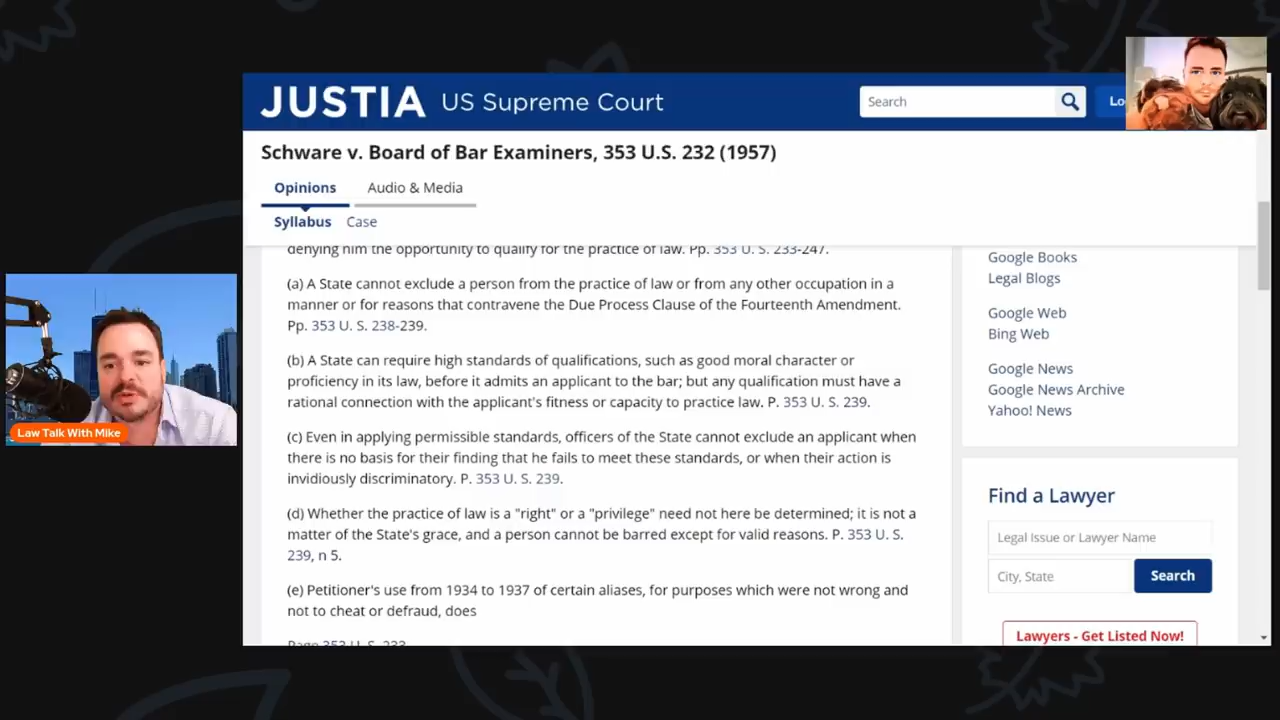 JUSTIA US Supreme Court
Search
Lo
Schware v. Board of Bar Examiners, 353 U.S. 232 (1957)
Opinions Audio & Media
Syllabus Case
denying him the opportunity to qualify for the practice of law. Pp. 353 U. S. 233-247.
(a) A State cannot exclude a person from the practice of law or from any other occupation in a
manner or for reasons that contravene the Due Process Clause of the Fourteenth Amendment.
Pp. 353 U. S. 238-239.
(b) A State can require high standards of qualifications, such as good moral character or
proficiency in its law, before it admits an applicant to the bar; but any qualification must have a
rational connection with the applicant's fitness or capacity to practice law. P. 353 U. S. 239.
(c) Even in applying permissible standards, officers of the State cannot exclude an applicant when
there is no basis for their finding that he fails to meet these standards, or when their action is
invidiously discriminatory. P. 353 U. S. 239.
(d) Whether the practice of law is a "right" or a "privilege" need not here be determined; it is not a
matter of the State's grace, and a person cannot be barred except for valid reasons. P. 353 U. S.
239, n 5.
(e) Petitioner's use from 1934 to 1937 of certain aliases, for purposes which were not wrong and
not to cheat or defraud, does
Page 353 U. S. 233
Google Books
Legal Blogs
Google Web
Bing Web
Google News
Google News Archive
Yahoo! News
Find a Lawyer
Legal Issue or Lawyer Name
City, State
Search
Lawyers - Get Listed Now!
Law Talk With Mike